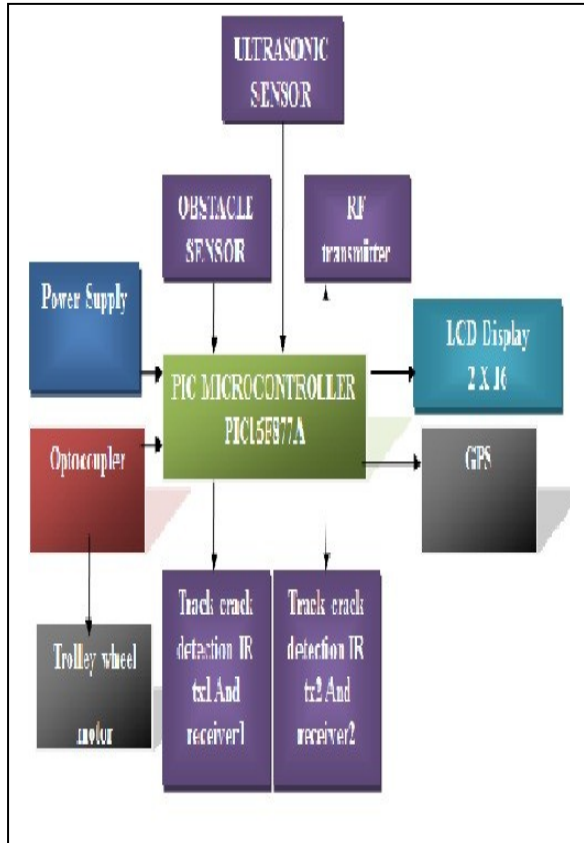 ULTRASONIC
SENSOR
OBSTACLE
SENSOR
RF
transmitter
Power Supply
LCD Display
2 X 16
PIC MICROCONTROLLER
PIC15F877A
Optocoupler
GPS
Trolley wheel
motor
Track crack
detection IR
tx1 And
receiver1
Track crack
detection IR
tx2 And
receiver2